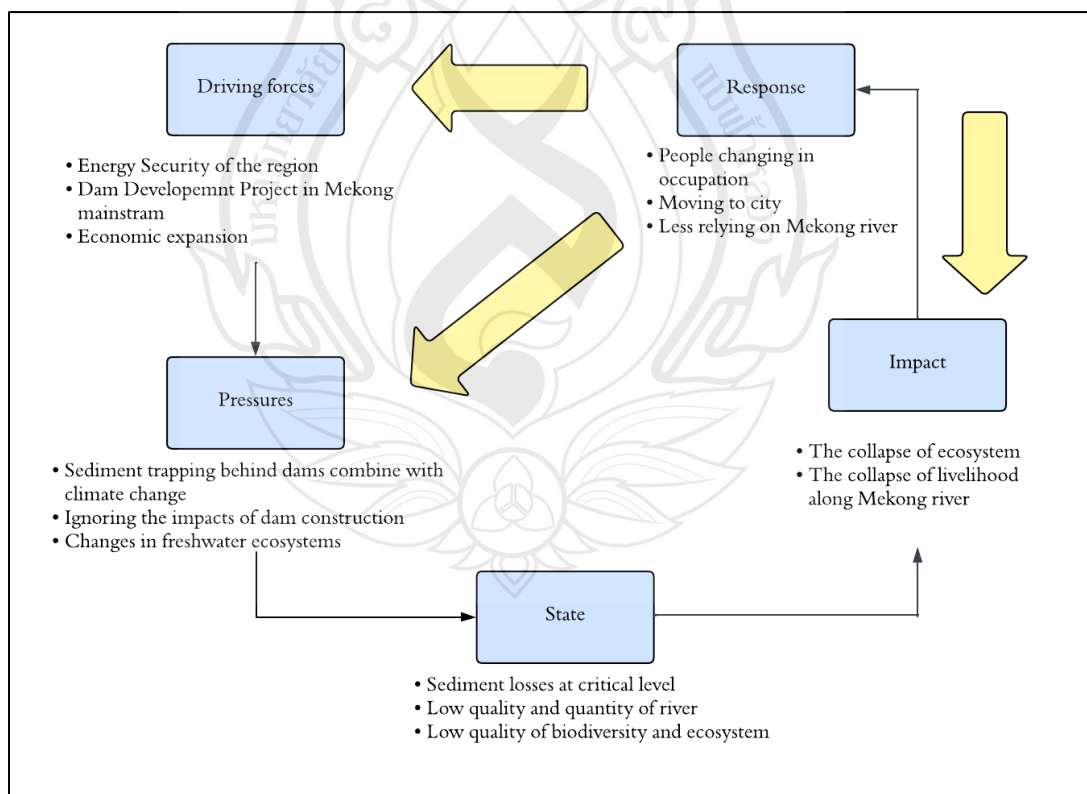 Driving forces
• Energy Security of the region
• Dam Developemnt Project in Mekong
mainstram
• Economic expansion
Response
• People changing in
occupation
• Moving to city
• Less relying on Mekong river
Pressures
• Sediment trapping behind dams combine with
climate change
• Ignoring the impacts of dam construction
• Changes in freshwater ecosystems
Impact
• The collapse of ecosystem
• The collapse of livelihood
along Mekong river
State
• Sediment losses at critical level
• Low quality and quantity of river
• Low quality of biodiversity and ecosystem